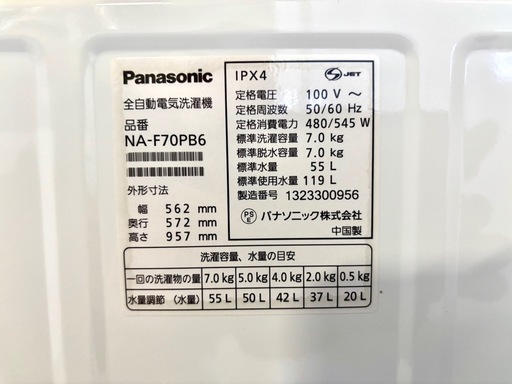 Panasonic
全自動電気洗濯機
品番
NA-F70PB6
外形寸法
幅 562 mm
奥行 572 mm
高さ 957 mm
IPX4 S JET
定格電圧 100 V ～
定格周波数 50/60 Hz
定格消費電力 480/545 W
標準洗濯容量 7.0 kg
標準脱水容量 7.0 kg
標準水量 55 L
標準使用水量 119 L
製造番号 1323300956
PS E パナソニック株式会社
中国製
洗濯容量、水量の目安
一回の洗濯物の量 7.0 kg 5.0 kg 4.0 kg 2.0 kg 0.5 kg
水量調節（水量） 55 L 50 L 42 L 37 L 20 L